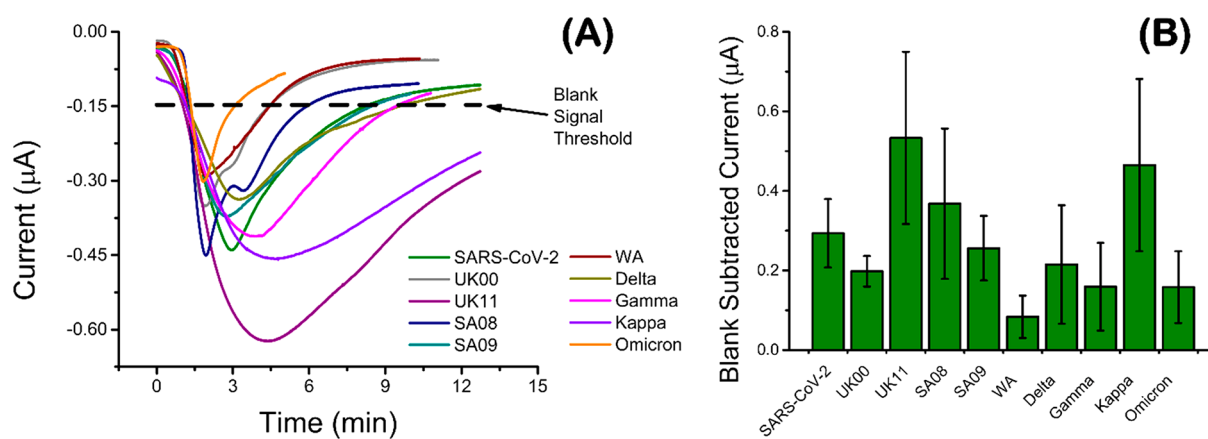 (A)
0.00
-0.15
-0.30
-0.45
-0.60
Current (μA)
0
3
6
9
12
15
Time (min)
Blank
Signal
Threshold
SARS-CoV-2
UK00
UK11
SA08
SA09
WA
Delta
Gamma
Kappa
Omicron
(B)
0.8
0.6
0.4
0.2
0.0
Blank Subtracted Current (μA)
SARS-CoV-2
UK00
UK11
SA08
SA09
WA
Delta
Gamma
Kappa
Omicron